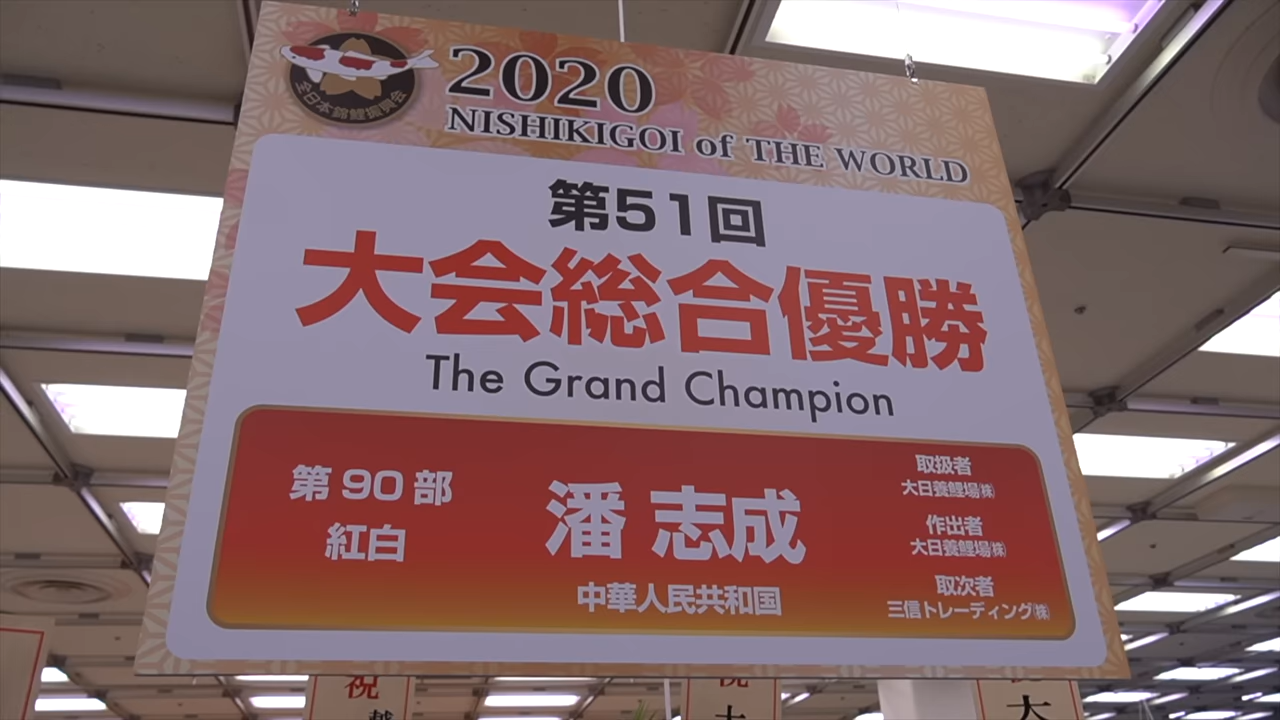 全日本錦鯉振興会
2020
NISHIKIGOI of THE WORLD
第51回
大会総合優勝
The Grand Champion
第90部
紅白
潘 志成
中華人民共和国
取扱者
大日養鯉場㈱
作出者
大日養鯉場㈱
取次者
三信トレーディング㈱
祝
祝
大